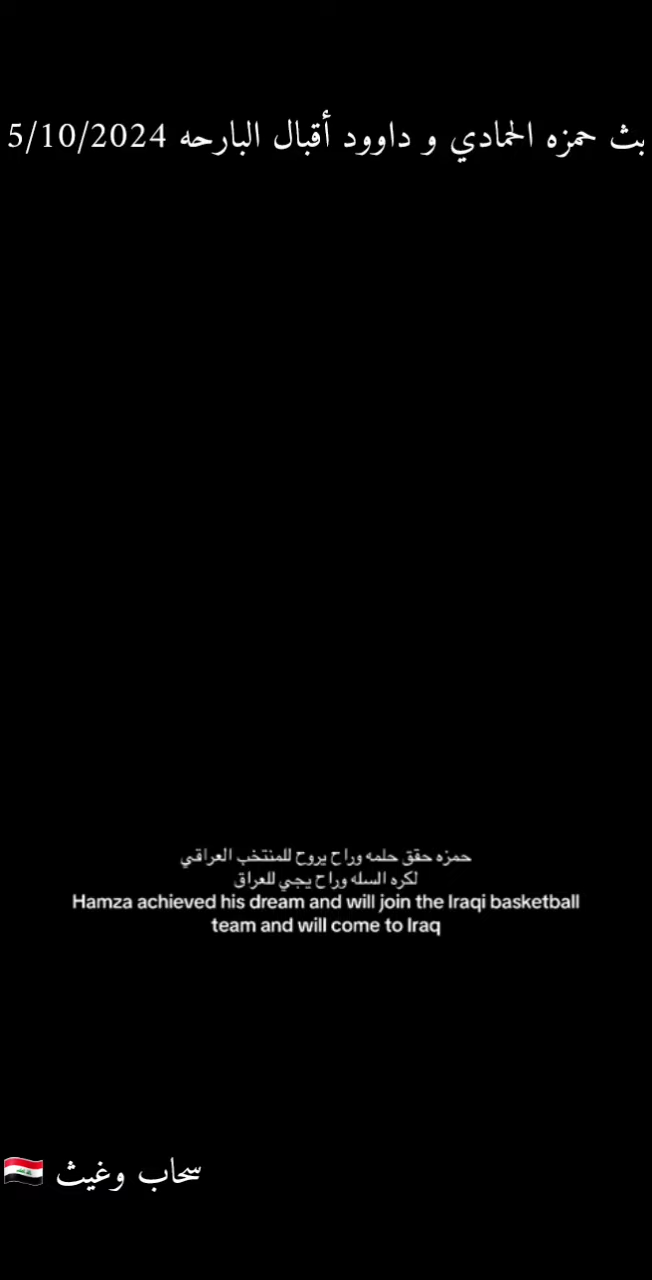 بث حمزه الحمادي و داوود أقبال البارحه 5/10/2024
حمزه حقق حلمه وراح يروح للمنتخب العراقي
لكره السله وراح يجي للعراق
Hamza achieved his dream and will join the Iraqi basketball
team and will come to Iraq
سحاب وغيث 🇮🇶